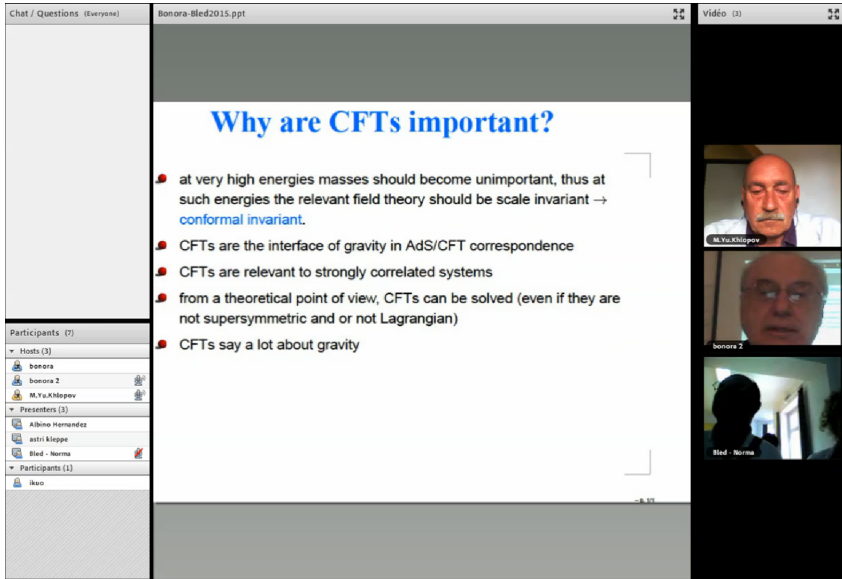 Chat / Questions (Everyone)
Participants (7)
Hosts (3)
bonora
bonora 2
M.Yu.Khlopov
Presenters (3)
Albino Hernandez
astri kleppe
Bled - Norma
Participants (1)
ikuo
Bonora-Bled2015.ppt
Why are CFTs important?
at very high energies masses should become unimportant, thus at
such energies the relevant field theory should be scale invariant →
conformal invariant.
CFTs are the interface of gravity in AdS/CFT correspondence
CFTs are relevant to strongly correlated systems
from a theoretical point of view, CFTs can be solved (even if they are
not supersymmetric and or not Lagrangian)
CFTs say a lot about gravity
Vidéo (3)
M.Yu.Khlopov
bonora 2
Bled - Norma